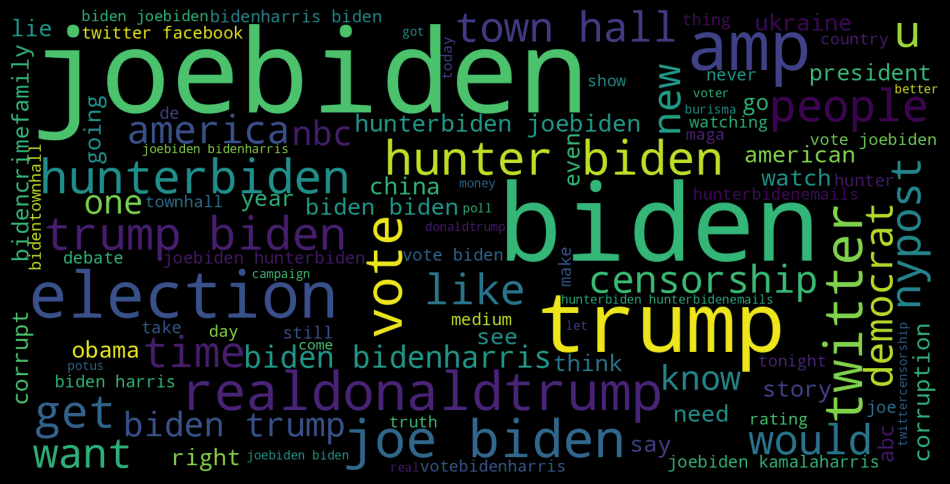 biden joebiden
bidenharris biden
lie
twitter facebook
joebiden
got
today
town hall
thing
ukraine
u
amp
country
show
never
president
better
new
go
people
voter
burisma
watching
maga
vote joebiden
bidencrimefamily
going
de
america
nbc
hunterbiden joebiden
joebiden bidenharris
bidentownhall
hunterbiden
hunter biden
even
american
china
money
watch
hunter
hunterbidenemails
one
townhall
year
biden biden
poll
biden
trump biden
donaldtrump
vote
debate
joebiden hunterbiden
vote biden
make
censorship
twitter
democrat
nypost
campaign
election
like
hunterbiden hunterbidenemails
trump
medium
let
take
day
still
come
see
corrupt
obama
time
biden bidenharris
think
tonight
potus
biden harris
realdonaldtrump
know
story
twittercensorship
corruption
joe
get
biden trump
truth
need
rating
joe biden
say
would
abc
want
right
joebiden biden
real
votebidenharris
joebiden kamalaharris